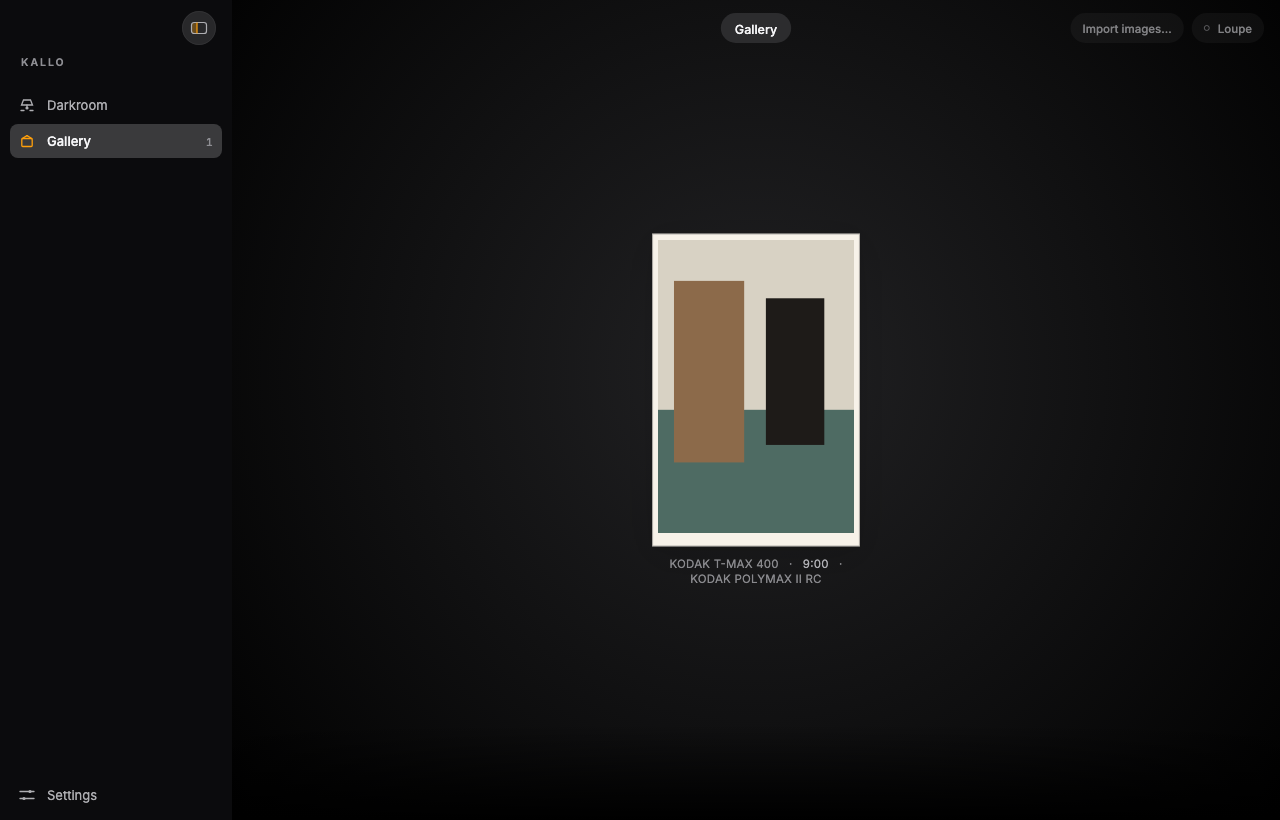 KALLO
Darkroom
Gallery 1
Settings
Gallery
Import images...
Loupe
KODAK T-MAX 400 · 9:00 ·
KODAK POLYMAX II RC